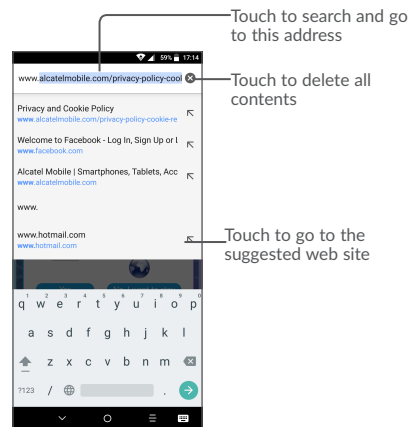 Touch to search and go
to this address
59% 17:14
www.alcatelmobile.com/privacy-policy-cool
Touch to delete all
contents
Privacy and Cookie Policy
www.alcatelmobile.com/privacy-policy-cookie-re
Welcome to Facebook - Log In, Sign Up or L
www.facebook.com
Alcatel Mobile | Smartphones, Tablets, Acc
www.alcatelmobile.com
www.
www.hotmail.com
www.hotmail.com
Touch to go to the
suggested web site
1 2 3 4 5 6 7 8 9 0
q w e r t y u i o p
a s d f g h j k l
z x c v b n m
?123 / .